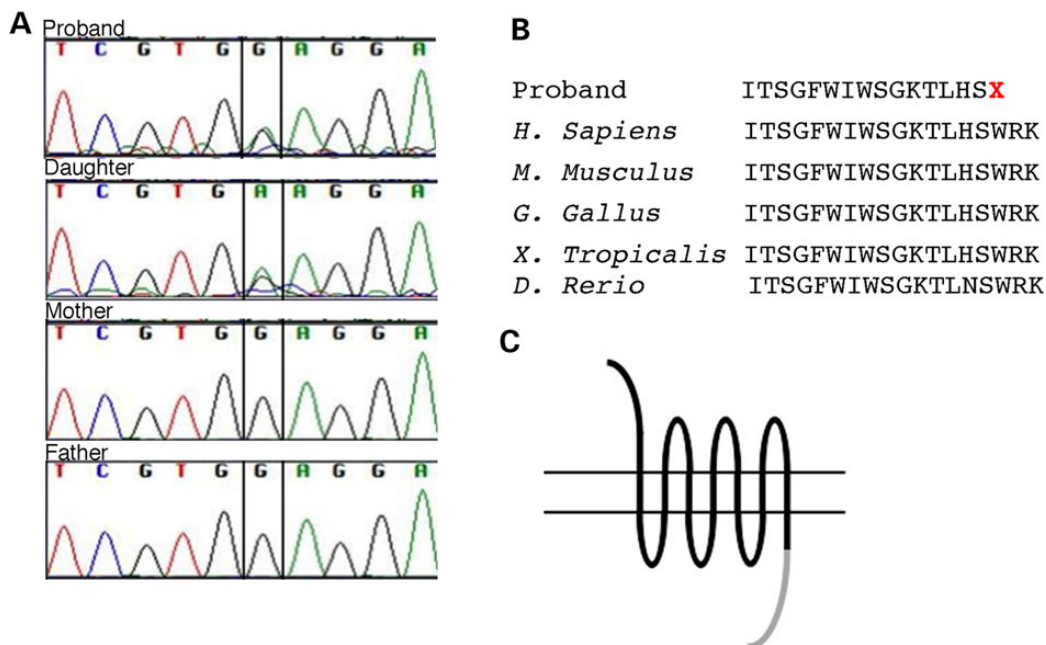 A
Proband
T C G T G G A G G A
Daughter
T C G T G A A G G A
Mother
T C G T G G A G G A
Father
T C G T G G A G G A
B
Proband ITSGFWIWSGKTLHSX
H. Sapiens ITSGFWIWSGKTLHSWRK
M. Musculus ITSGFWIWSGKTLHSWRK
G. Gallus ITSGFWIWSGKTLHSWRK
X. Tropicalis ITSGFWIWSGKTLHSWRK
D. Rerio ITSGFWIWSGKTLNSWRK
C